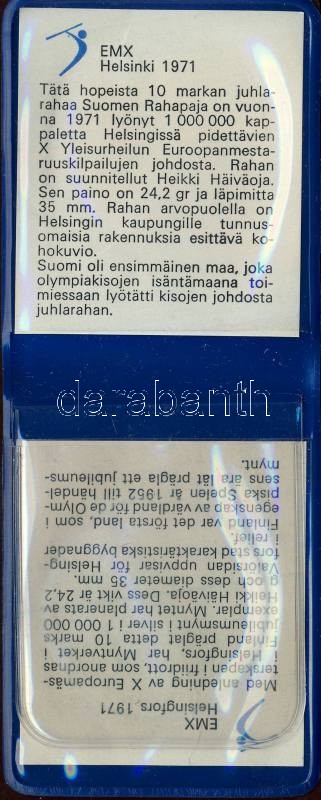 EMX
Helsinki 1971
Tätä hopeista 10 markan juhla-
rahaa Suomen Rahapaja on vuon-
na 1971 lyönyt 1 000 000 kap-
paletta Helsingissä pidettävien
X Yleisurheilun Euroopanmesta-
ruuskilpailujen johdosta. Rahan
on suunnitellut Heikki Häiväoja.
Sen paino on 24,2 gr ja läpimitta
35 mm. Rahan arvopuolella on
Helsingin kaupungille tunnus-
omaisia rakennuksia esittävä ko-
hokuvio.
Suomi oli ensimmäinen maa, joka
olympiakisojen isäntämaana toi-
miessaan lyötätti kisojen johdosta
juhlarahan.
darabanth
EMX
Helsingfors 1971
Med anledning av X Europamäs-
terskapen i friidrott, som anordnas
i Helsingfors, har Myntverket i
Finland präglat detta 10 marks
jubileumsmynt i silver i 1 000 000
exemplar. Myntet har planerats av
Heikki Häiväoja. Dess vikt är 24,2
g och dess diameter 35 mm.
Valörsidan uppvisar för Helsing-
fors stad karaktäristiska byggnader
i relief.
Finland var det första land, som i
egenskap av värdland för de Olym-
piska Spelen år 1952 till händel-
sens ära lät prägla ett jubileums-
mynt.